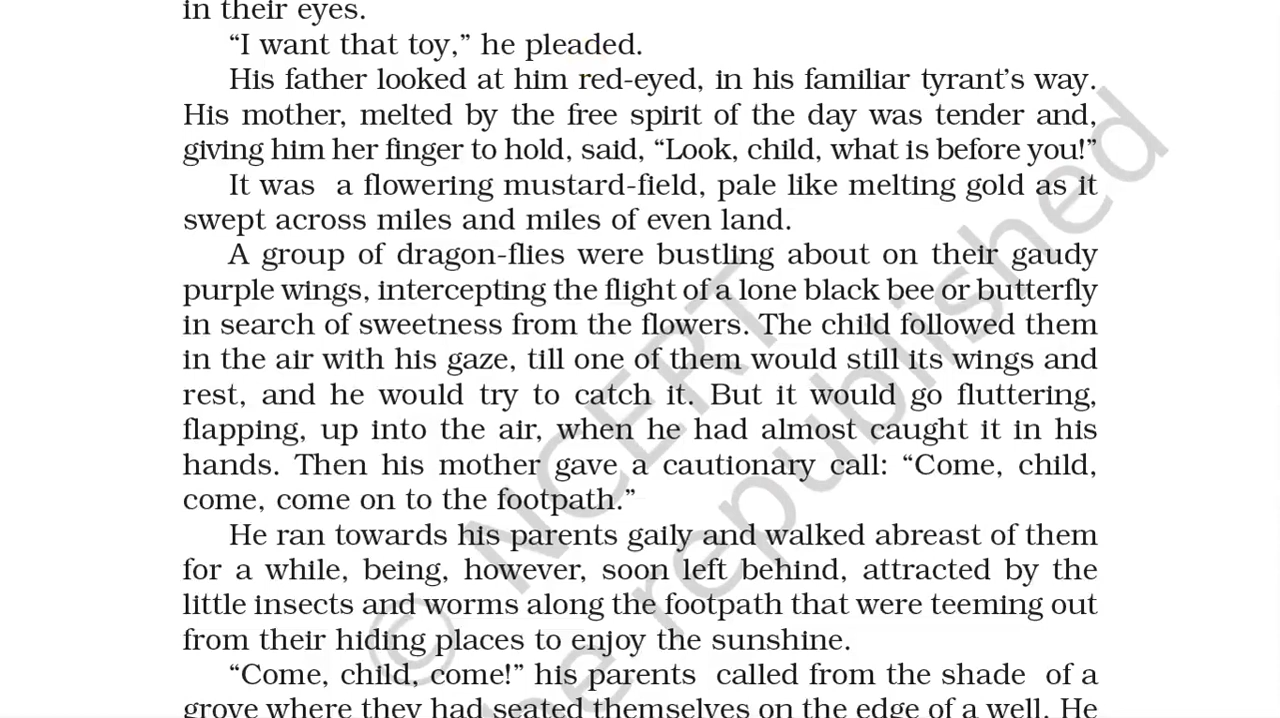 in their eyes.
“I want that toy,” he pleaded.
His father looked at him red-eyed, in his familiar tyrant’s way.
His mother, melted by the free spirit of the day was tender and,
giving him her finger to hold, said, “Look, child, what is before you!”
It was a flowering mustard-field, pale like melting gold as it
swept across miles and miles of even land.
A group of dragon-flies were bustling about on their gaudy
purple wings, intercepting the flight of a lone black bee or butterfly
in search of sweetness from the flowers. The child followed them
in the air with his gaze, till one of them would still its wings and
rest, and he would try to catch it. But it would go fluttering,
flapping, up into the air, when he had almost caught it in his
hands. Then his mother gave a cautionary call: “Come, child,
come, come on to the footpath.”
He ran towards his parents gaily and walked abreast of them
for a while, being, however, soon left behind, attracted by the
little insects and worms along the footpath that were teeming out
from their hiding places to enjoy the sunshine.
“Come, child, come!” his parents called from the shade of a
grove where they had seated themselves on the edge of a well. He
© NCERT
be republished